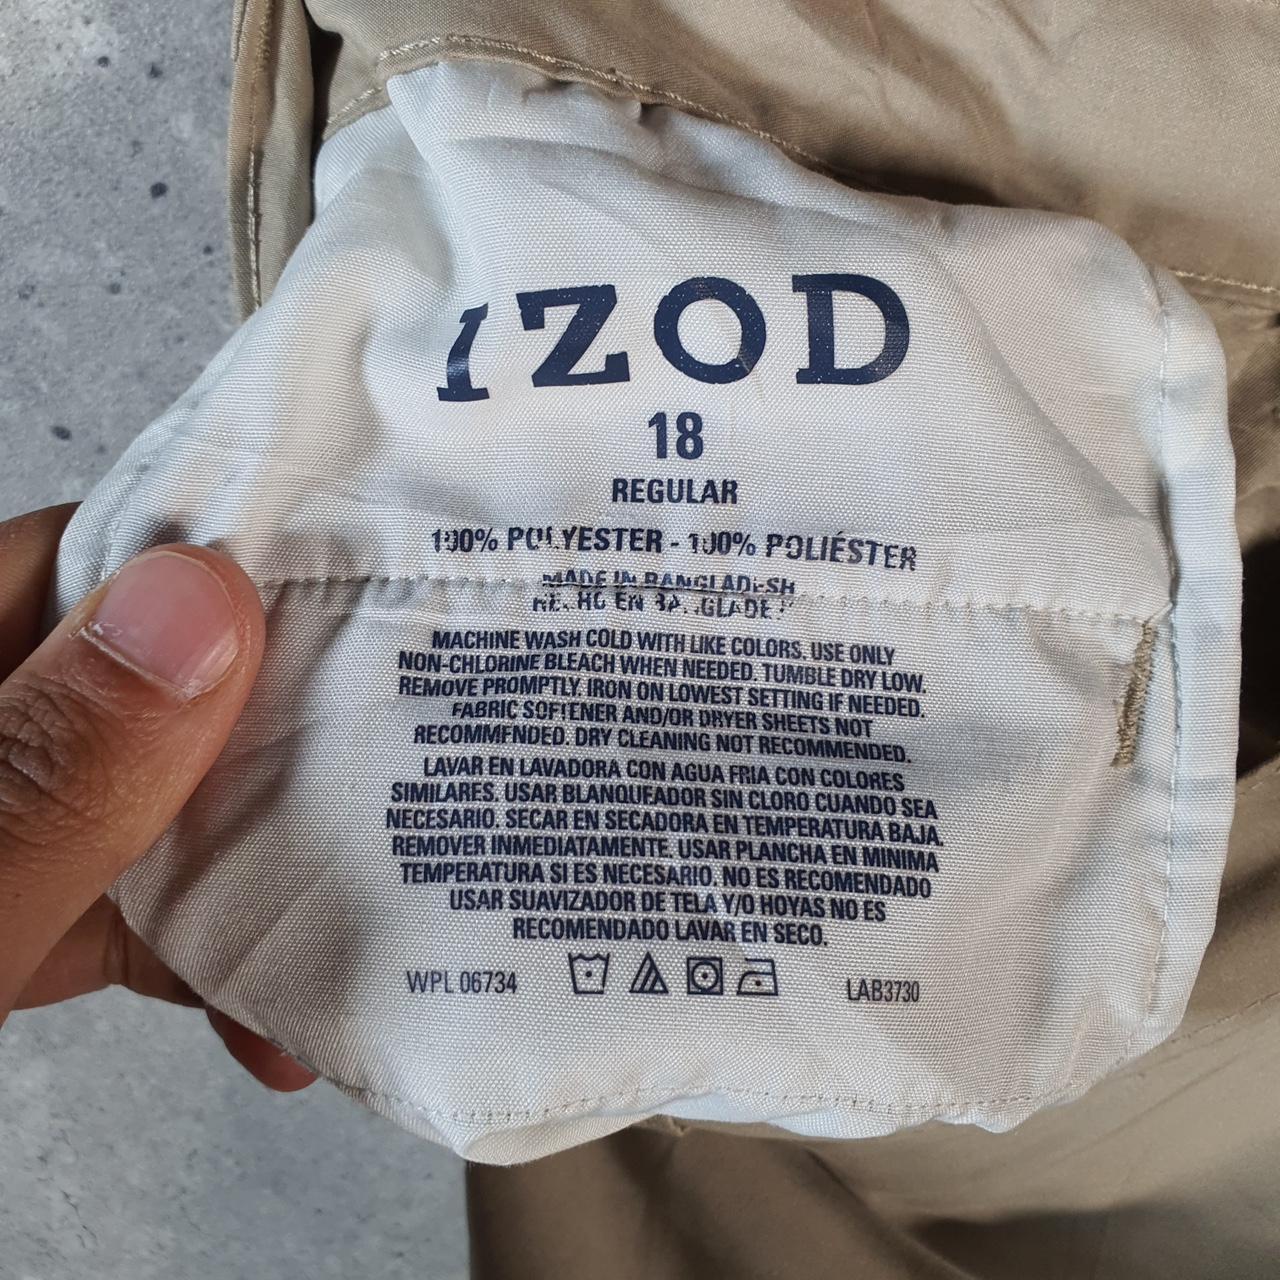 IZOD
18
REGULAR
100% POLYESTER - 100% POLIÉSTER
MADE IN BANGLADESH
HECHO EN BANGLADESH
MACHINE WASH COLD WITH LIKE COLORS. USE ONLY
NON-CHLORINE BLEACH WHEN NEEDED. TUMBLE DRY LOW.
REMOVE PROMPTLY. IRON ON LOWEST SETTING IF NEEDED.
FABRIC SOFTENER AND/OR DRYER SHEETS NOT
RECOMMENDED. DRY CLEANING NOT RECOMMENDED.
LAVAR EN LAVADORA CON AGUA FRIA CON COLORES
SIMILARES. USAR BLANQUEADOR SIN CLORO CUANDO SEA
NECESARIO. SECAR EN SECADORA EN TEMPERATURA BAJA.
REMOVER INMEDIATAMENTE. USAR PLANCHA EN MINIMA
TEMPERATURA SI ES NECESARIO. NO ES RECOMENDADO
USAR SUAVIZADOR DE TELA Y/O HOYAS NO ES
RECOMENDADO LAVAR EN SECO.
WPL 06734 LAB3730